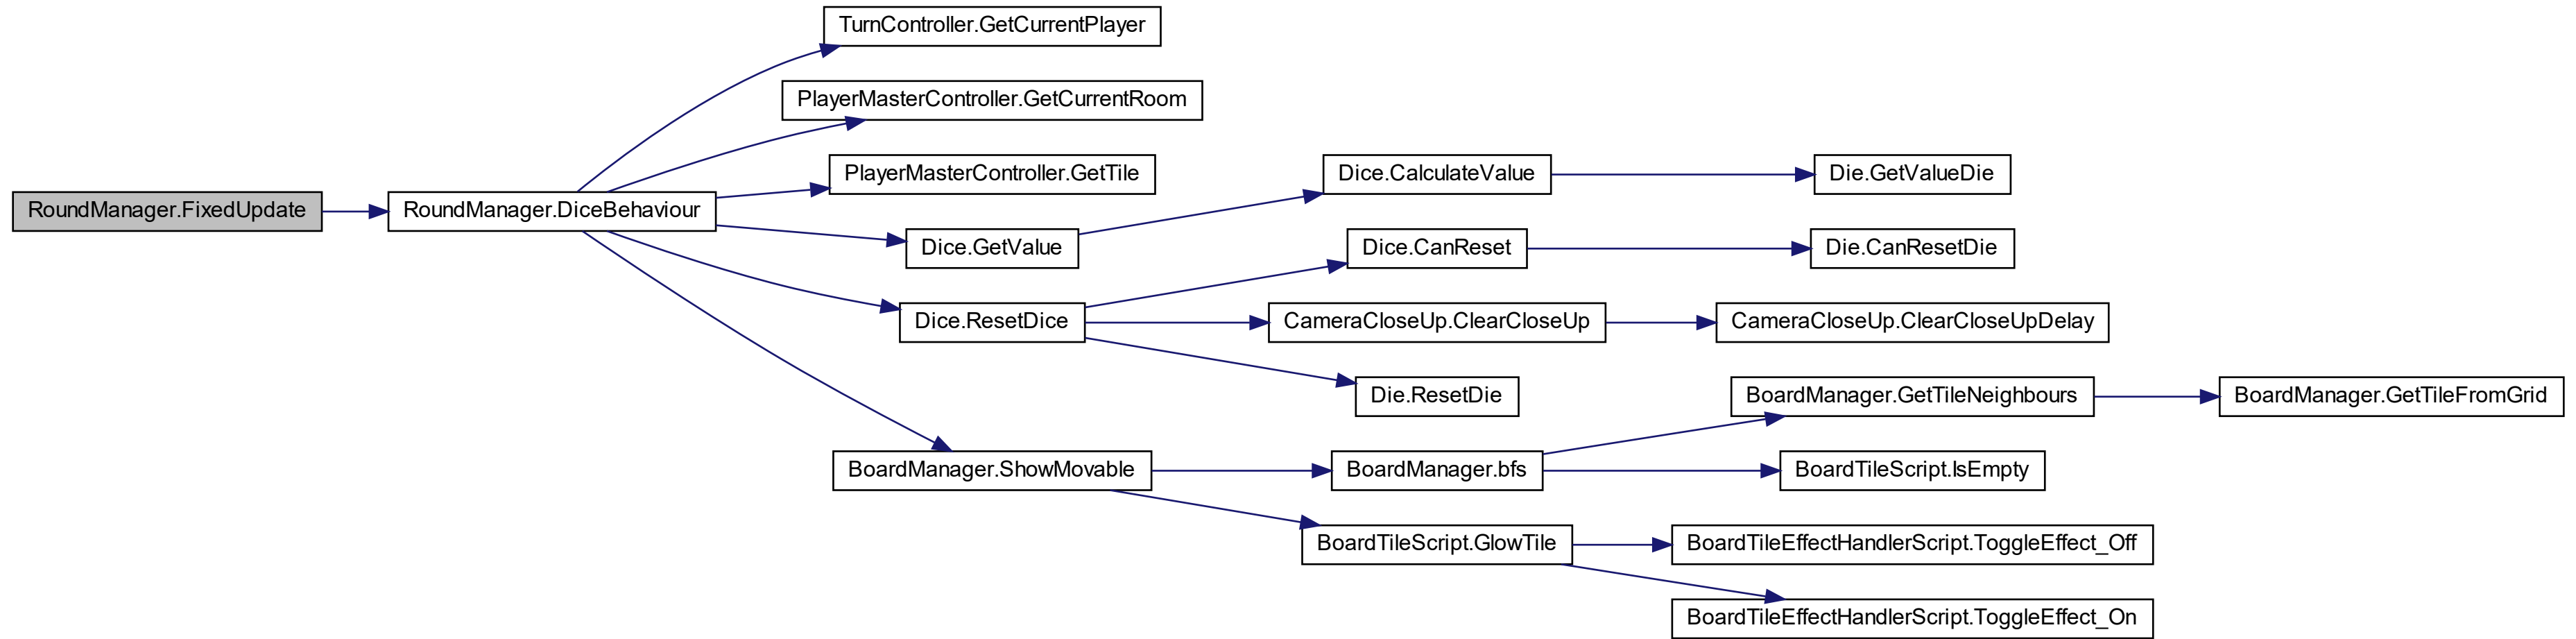 TurnController.GetCurrentPlayer
PlayerMasterController.GetCurrentRoom
PlayerMasterController.GetTile
Dice.CalculateValue
Die.GetValueDie
RoundManager.FixedUpdate
RoundManager.DiceBehaviour
Dice.GetValue
Dice.CanReset
Die.CanResetDie
Dice.ResetDice
CameraCloseUp.ClearCloseUp
CameraCloseUp.ClearCloseUpDelay
Die.ResetDie
BoardManager.GetTileNeighbours
BoardManager.GetTileFromGrid
BoardManager.ShowMovable
BoardManager.bfs
BoardTileScript.IsEmpty
BoardTileScript.GlowTile
BoardTileEffectHandlerScript.ToggleEffect_Off
BoardTileEffectHandlerScript.ToggleEffect_On